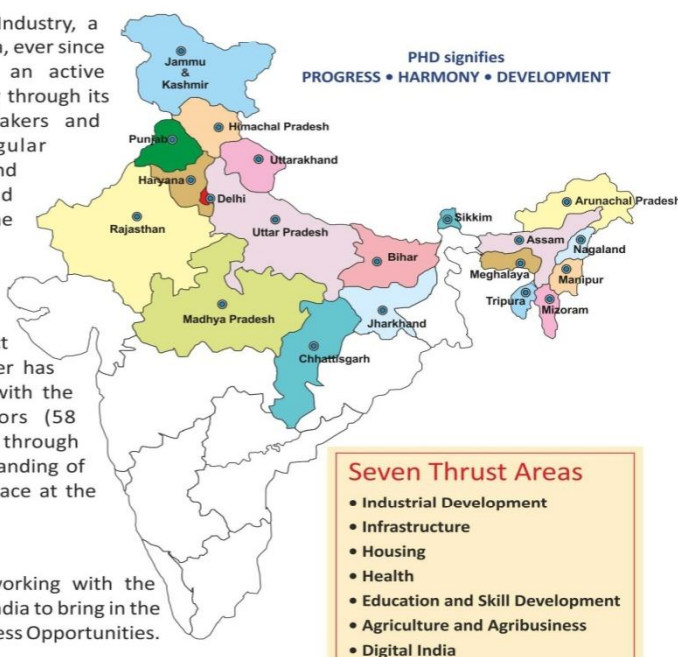 Industry, a
, ever since
an active
through its
akers and
gular
nd
d
ne
ct
er has
with the
ors (58
through
anding of
ace at the
working with the
ndia to bring in the
ess Opportunities.
PHD signifies
PROGRESS • HARMONY • DEVELOPMENT
Jammu
&
Kashmir
Himachal Pradesh
Punjab
Uttarakhand
Haryana
Delhi
Rajasthan
Uttar Pradesh
Bihar
Sikkim
Arunachal Pradesh
Assam
Nagaland
Meghalaya
Manipur
Tripura
Mizoram
Madhya Pradesh
Jharkhand
Chhattisgarh
Seven Thrust Areas
• Industrial Development
• Infrastructure
• Housing
• Health
• Education and Skill Development
• Agriculture and Agribusiness
• Digital India